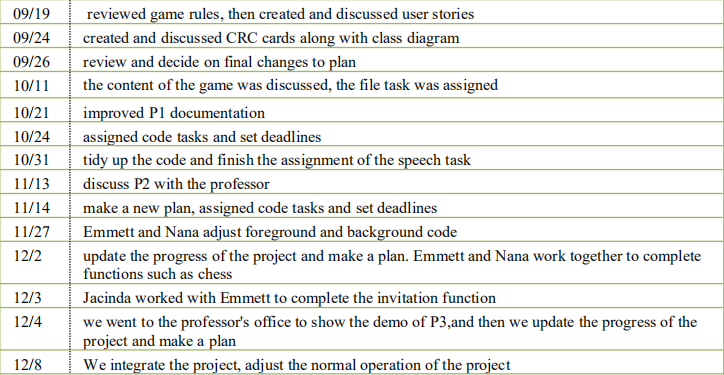 09/19 reviewed game rules, then created and discussed user stories
09/24 created and discussed CRC cards along with class diagram
09/26 review and decide on final changes to plan
10/11 the content of the game was discussed, the file task was assigned
10/21 improved P1 documentation
10/24 assigned code tasks and set deadlines
10/31 tidy up the code and finish the assignment of the speech task
11/13 discuss P2 with the professor
11/14 make a new plan, assigned code tasks and set deadlines
11/27 Emmett and Nana adjust foreground and background code
12/2 update the progress of the project and make a plan. Emmett and Nana work together to complete
functions such as chess
12/3 Jacinda worked with Emmett to complete the invitation function
12/4 we went to the professor's office to show the demo of P3,and then we update the progress of the
project and make a plan
12/8 We integrate the project, adjust the normal operation of the project